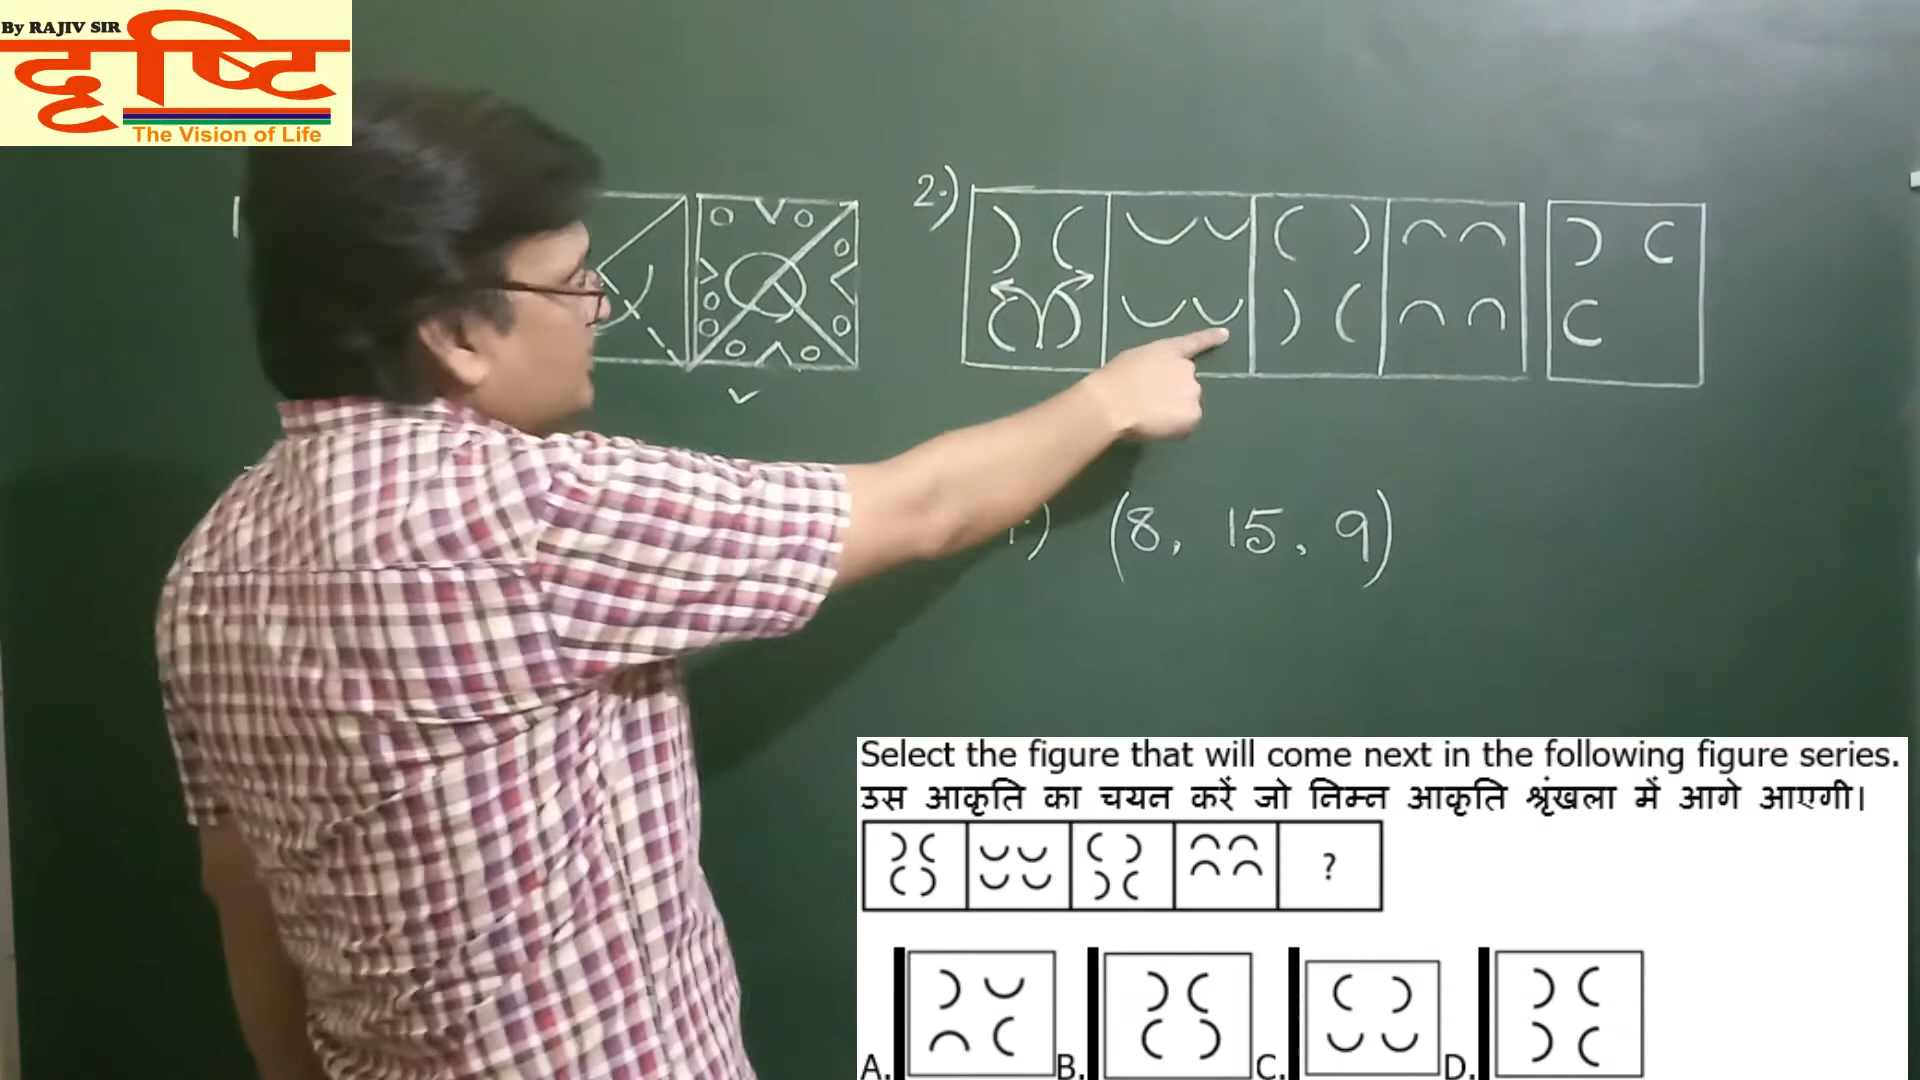 By RAJIV SIR
दृष्टि
The Vision of Life
1
2.)
(8, 15, 9)
Select the figure that will come next in the following figure series.
उस आकृति का चयन करें जो निम्न आकृति श्रृंखला में आगे आएगी।
?
A. B. C. D.